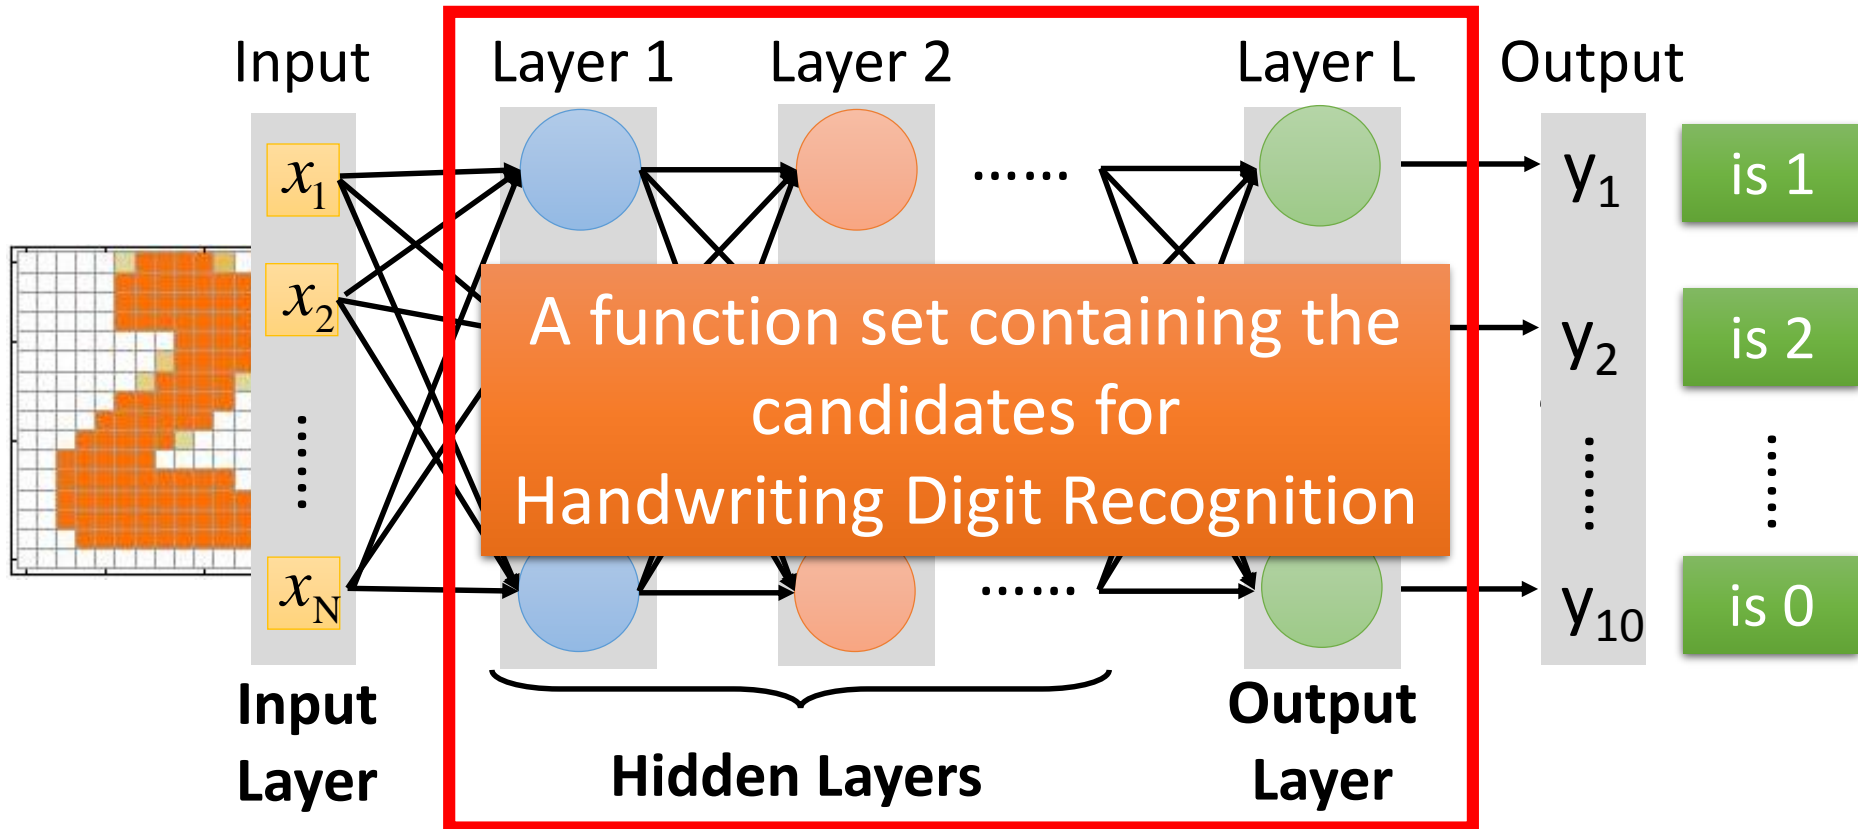 Input
Layer 1
Layer 2
Layer L
Output
x1
x2
......
xN
......
......
A function set containing the
candidates for
Handwriting Digit Recognition
y1
y2
......
y10
is 1
is 2
......
is 0
Input
Layer
Hidden Layers
Output
Layer